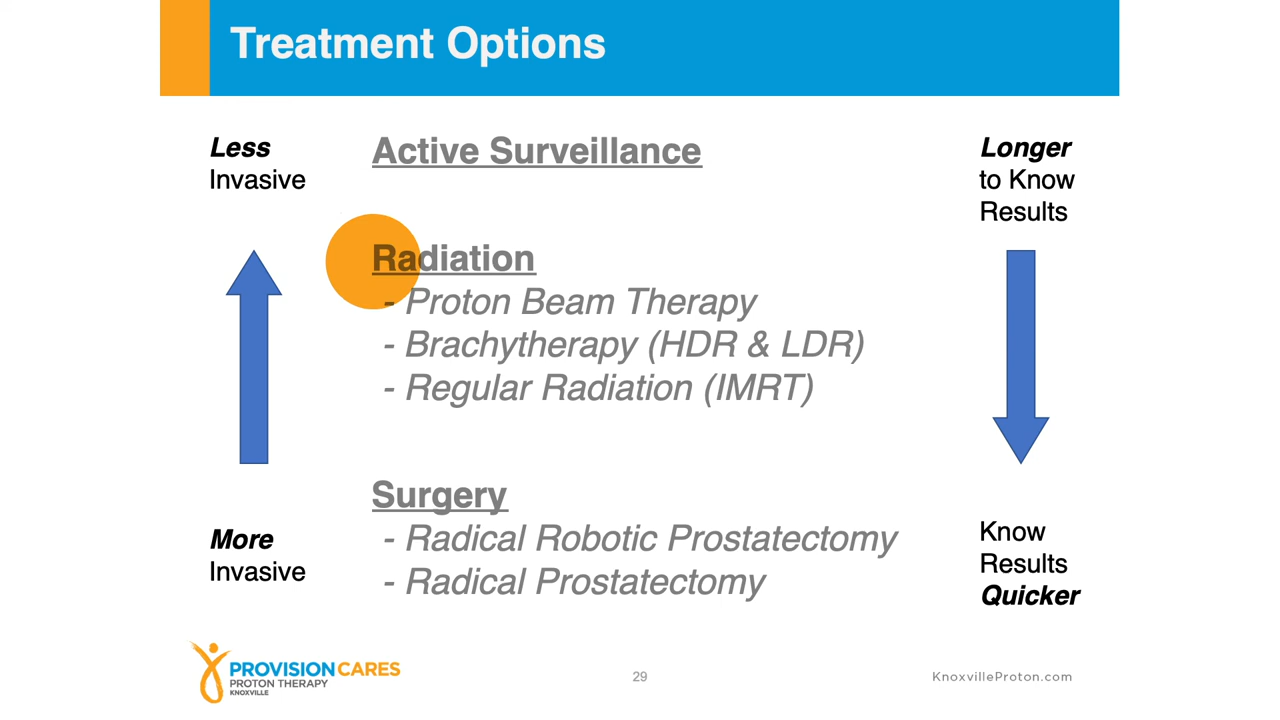 Treatment Options
Less
Invasive
Active Surveillance
Longer
to Know
Results
Radiation
- Proton Beam Therapy
- Brachytherapy (HDR & LDR)
- Regular Radiation (IMRT)
Surgery
- Radical Robotic Prostatectomy
- Radical Prostatectomy
More
Invasive
Know
Results
Quicker
PROVISION CARES
PROTON THERAPY
KNOXVILLE
29
KnoxvilleProton.com